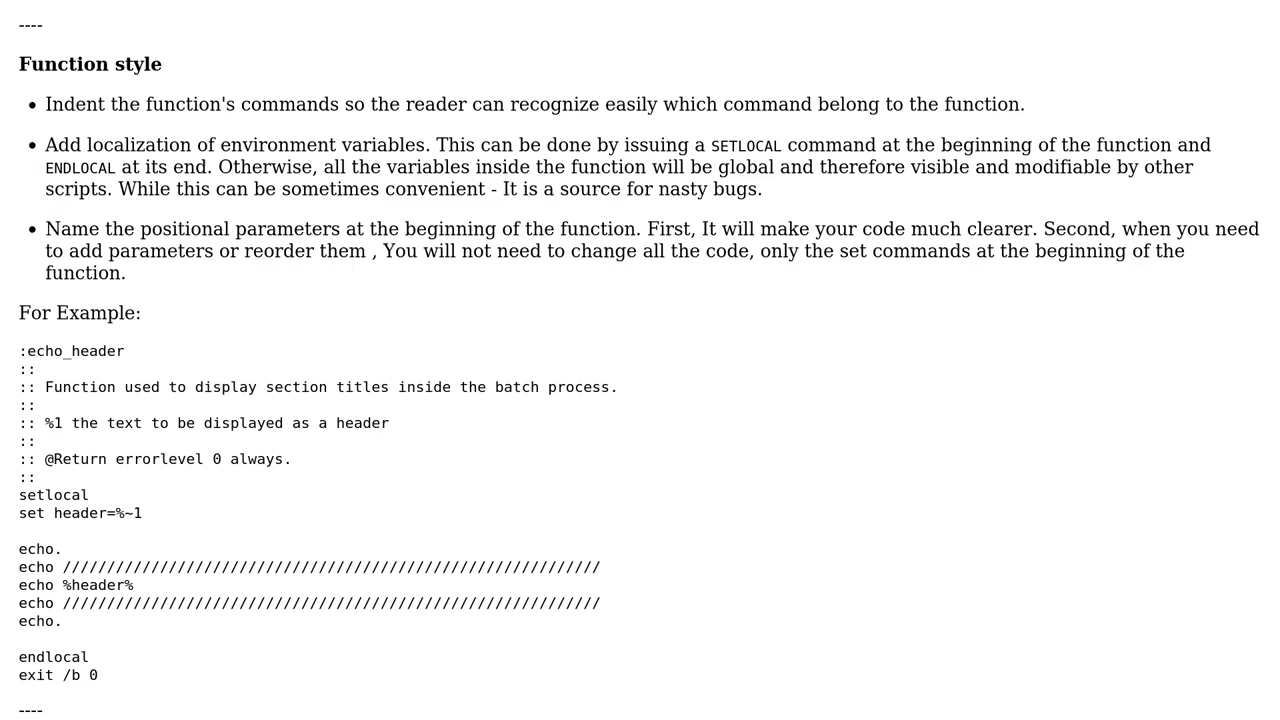 ----
Function style
• Indent the function's commands so the reader can recognize easily which command belong to the function.
• Add localization of environment variables. This can be done by issuing a SETLOCAL command at the beginning of the function and
ENDLOCAL at its end. Otherwise, all the variables inside the function will be global and therefore visible and modifiable by other
scripts. While this can be sometimes convenient - It is a source for nasty bugs.
• Name the positional parameters at the beginning of the function. First, It will make your code much clearer. Second, when you need
to add parameters or reorder them , You will not need to change all the code, only the set commands at the beginning of the
function.
For Example:
:echo_header
::
:: Function used to display section titles inside the batch process.
::
:: %1 the text to be displayed as a header
::
:: @Return errorlevel 0 always.
::
setlocal
set header=%~1
echo.
echo /////////////////////////////////////////////////////////////
echo %header%
echo /////////////////////////////////////////////////////////////
echo.
endlocal
exit /b 0
----